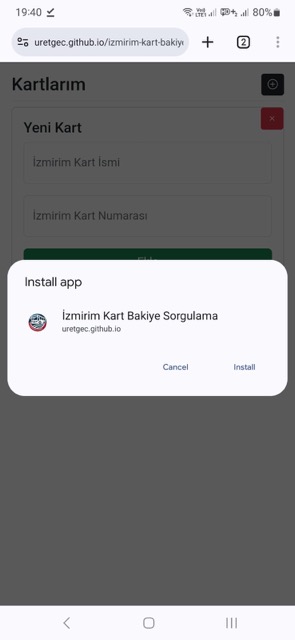 19:40
80%
uretgec.github.io/izmirim-kart-bakiy
2
Kartlarım
Yeni Kart
x
İzmirim Kart İsmi
İzmirim Kart Numarası
Install app
İzmirim Kart Bakiye Sorgulama
uretgec.github.io
Cancel
Install